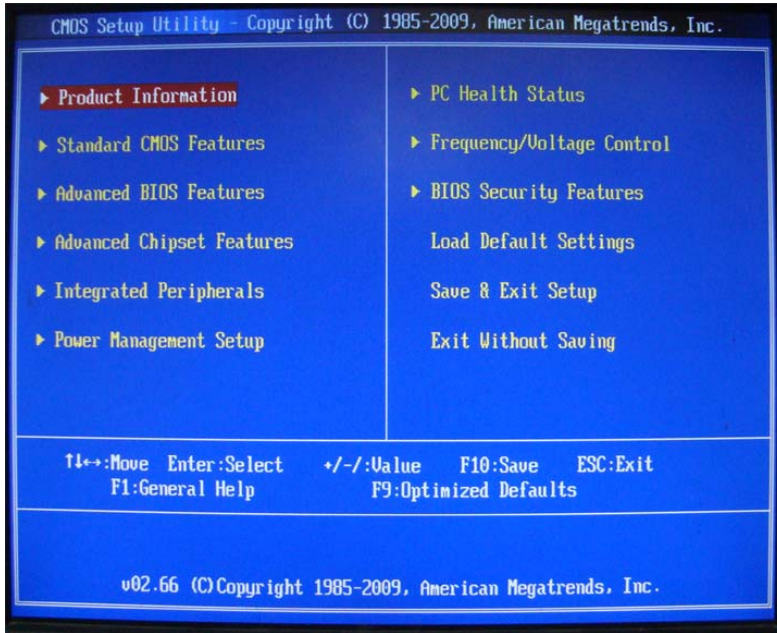 CMOS Setup Utility - Copyright (C) 1985-2009, American Megatrends, Inc.
▶ Product Information
▶ Standard CMOS Features
▶ Advanced BIOS Features
▶ Advanced Chipset Features
▶ Integrated Peripherals
▶ Power Management Setup
▶ PC Health Status
▶ Frequency/Voltage Control
▶ BIOS Security Features
Load Default Settings
Save & Exit Setup
Exit Without Saving
↑↓↔:Move Enter:Select +/-/:Value F10:Save ESC:Exit
F1:General Help F9:Optimized Defaults
v02.66 (C)Copyright 1985-2009, American Megatrends, Inc.